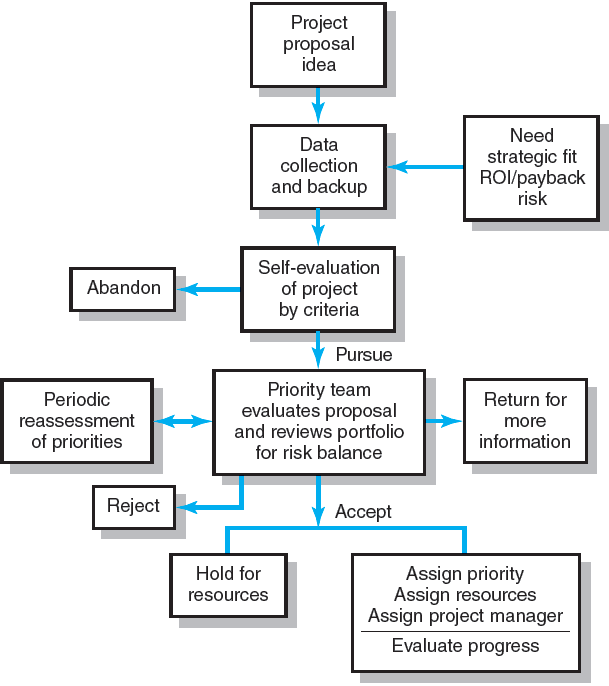 Project
proposal
idea
Data
collection
and backup
Need
strategic fit
ROI/payback
risk
Self-evaluation
of project
by criteria
Abandon
Pursue
Periodic
reassessment
of priorities
Priority team
evaluates proposal
and reviews portfolio
for risk balance
Return for
more
information
Reject
Accept
Hold for
resources
Assign priority
Assign resources
Assign project manager
Evaluate progress